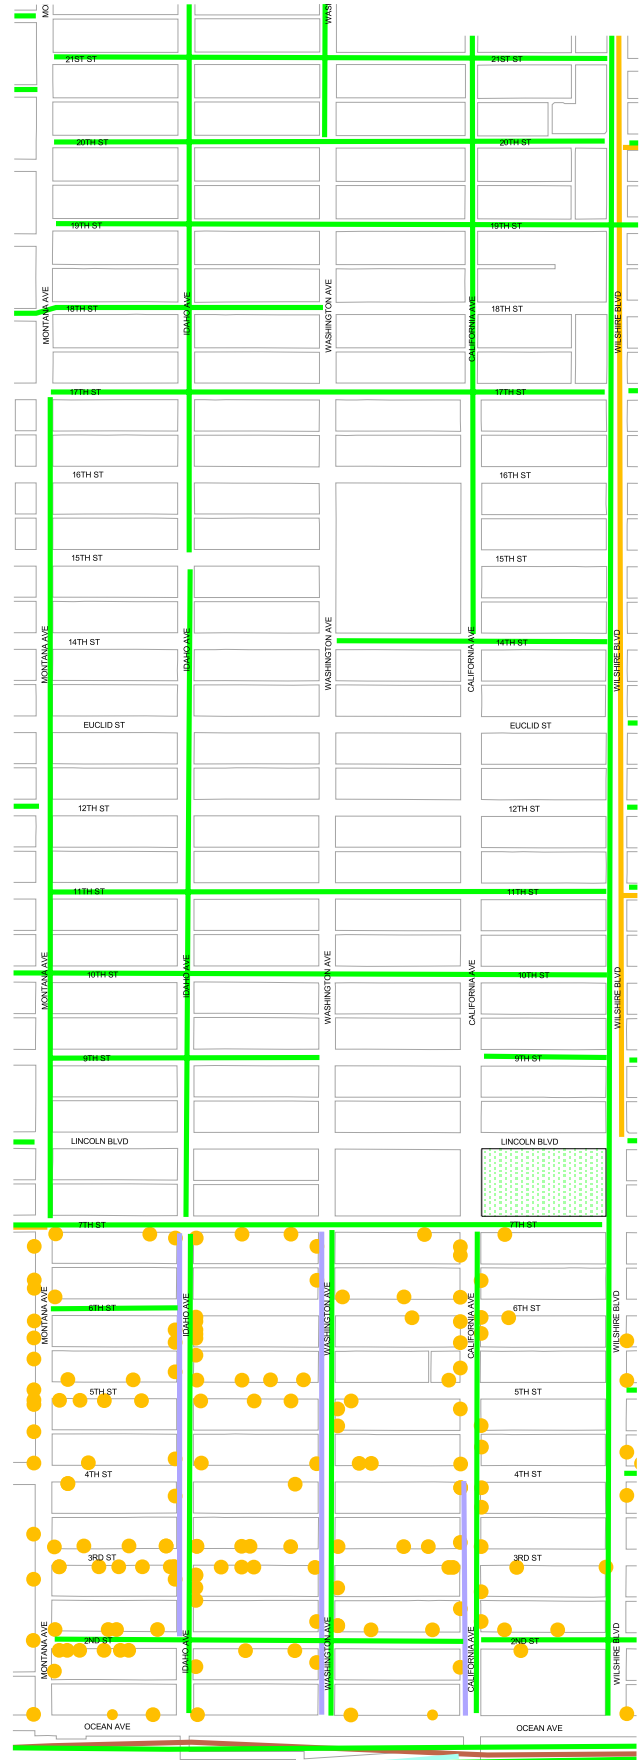 MO
WASI
21ST ST
21ST ST
20TH ST
20TH ST
19TH ST
19TH ST
MONTANA AVE
IDAHO AVE
WASHINGTON AVE
CALIFORNIA AVE
WILSHIRE BLVD
18TH ST
18TH ST
17TH ST
17TH ST
16TH ST
16TH ST
15TH ST
15TH ST
MONTANA AVE
IDAHO AVE
WASHINGTON AVE
CALIFORNIA AVE
WILSHIRE BLVD
14TH ST
14TH ST
EUCLID ST
EUCLID ST
12TH ST
12TH ST
11TH ST
11TH ST
MONTANA AVE
IDAHO AVE
WASHINGTON AVE
CALIFORNIA AVE
WILSHIRE BLVD
10TH ST
10TH ST
9TH ST
9TH ST
LINCOLN BLVD
LINCOLN BLVD
7TH ST
7TH ST
MONTANA AVE
IDAHO AVE
WASHINGTON AVE
CALIFORNIA AVE
WILSHIRE BLVD
6TH ST
6TH ST
5TH ST
5TH ST
4TH ST
4TH ST
3RD ST
3RD ST
MONTANA AVE
IDAHO AVE
WASHINGTON AVE
CALIFORNIA AVE
WILSHIRE BLVD
2ND ST
2ND ST
OCEAN AVE
OCEAN AVE